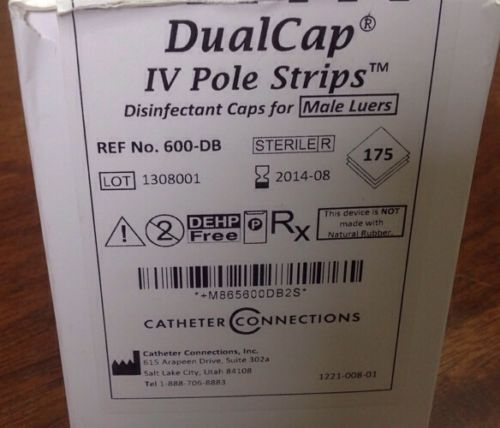 DualCap®
IV Pole Strips™
Disinfectant Caps for Male Luers
REF No. 600-DB STERILE R 175
LOT 1308001 2014-08
2 DEHP Free P Rx This device is NOT made with Natural Rubber.
*+M865600DB2S*
CATHETER CONNECTIONS
Catheter Connections, Inc.
615 Arapeen Drive, Suite 302a
Salt Lake City, Utah 84108
Tel 1-888-706-8883
1221-008-01